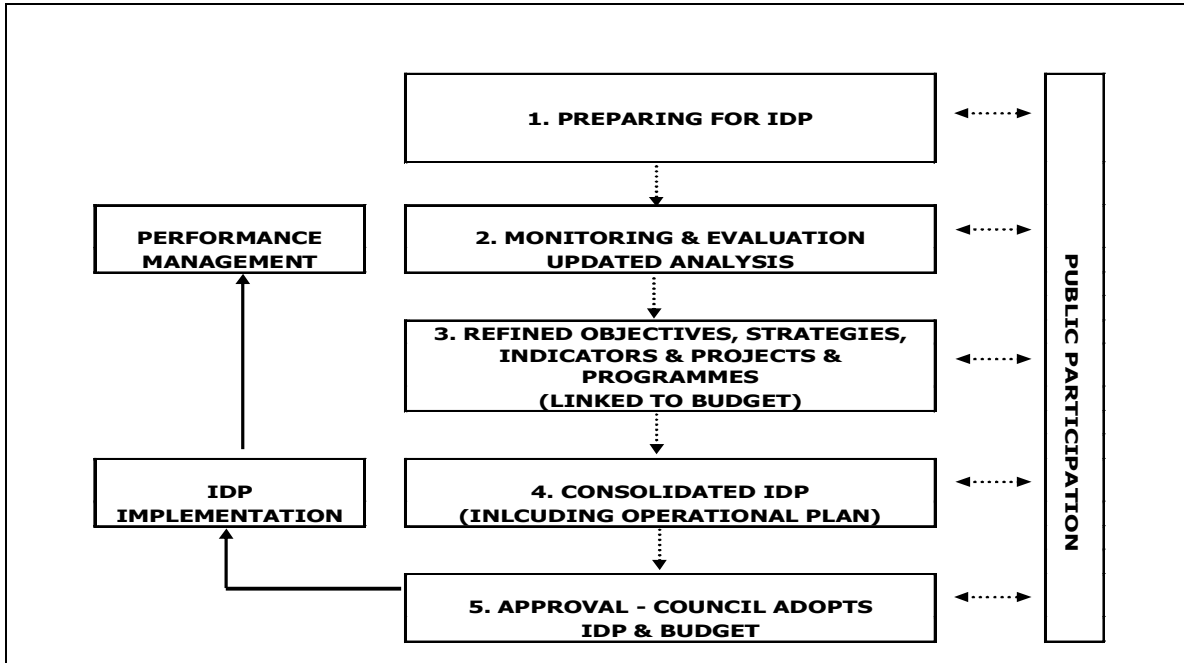 1. PREPARING FOR IDP
PERFORMANCE
MANAGEMENT
2. MONITORING & EVALUATION
UPDATED ANALYSIS
3. REFINED OBJECTIVES, STRATEGIES,
INDICATORS & PROJECTS &
PROGRAMMES
(LINKED TO BUDGET)
IDP
IMPLEMENTATION
4. CONSOLIDATED IDP
(INLCUDING OPERATIONAL PLAN)
5. APPROVAL - COUNCIL ADOPTS
IDP & BUDGET
PUBLIC PARTICIPATION